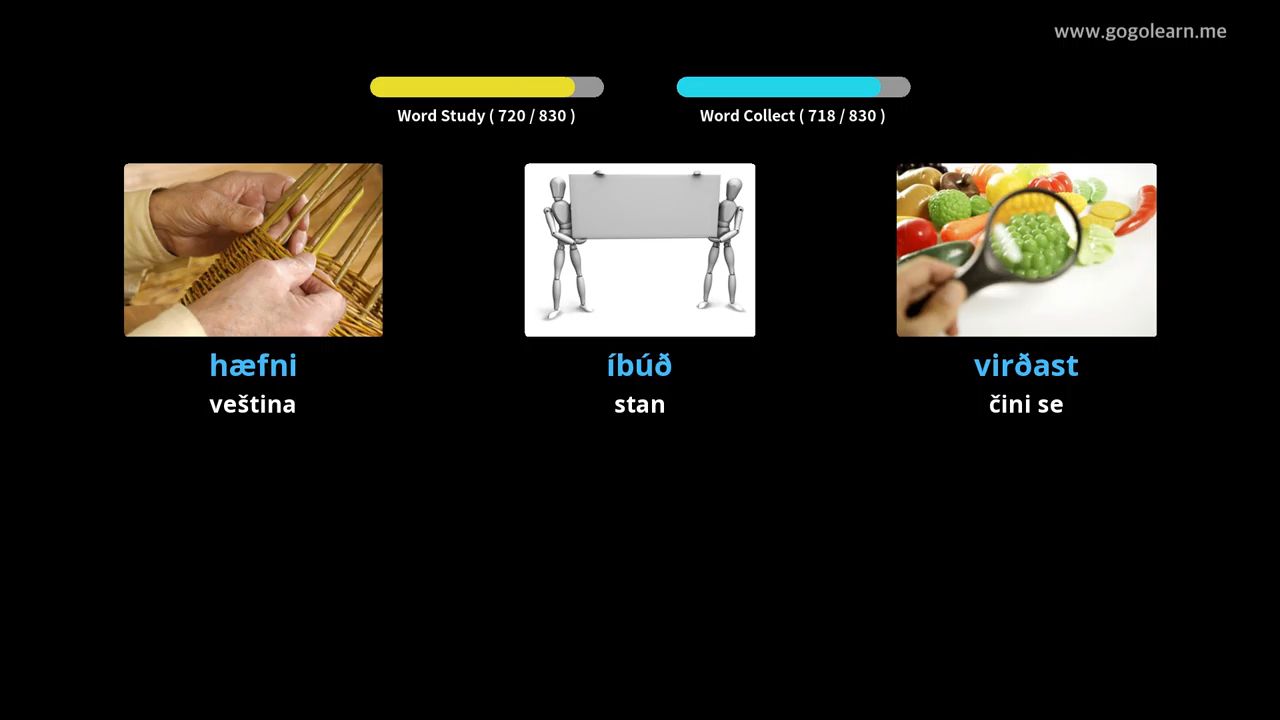 www.gogolearn.me
Word Study ( 720 / 830 )
Word Collect ( 718 / 830 )
hæfni
veština
íbúð
stan
virðast
čini se